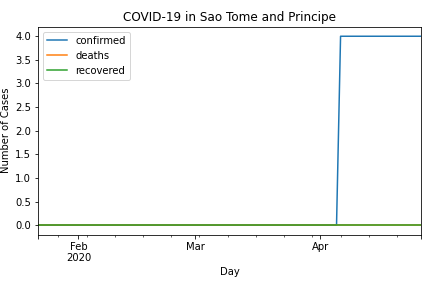 COVID-19 in Sao Tome and Principe
confirmed
deaths
recovered
Number of Cases
4.0
3.5
3.0
2.5
2.0
1.5
1.0
0.5
0.0
Feb
2020
Mar
Apr
Day